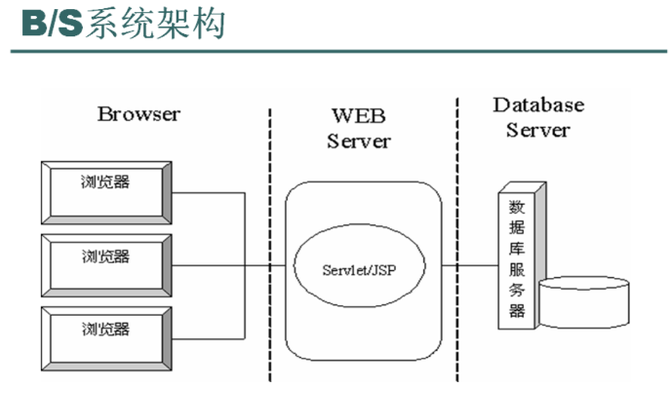 B/S系统架构
Browser
WEB
Server
Database
Server
浏览器
浏览器
浏览器
Servlet/JSP
数据库服务器